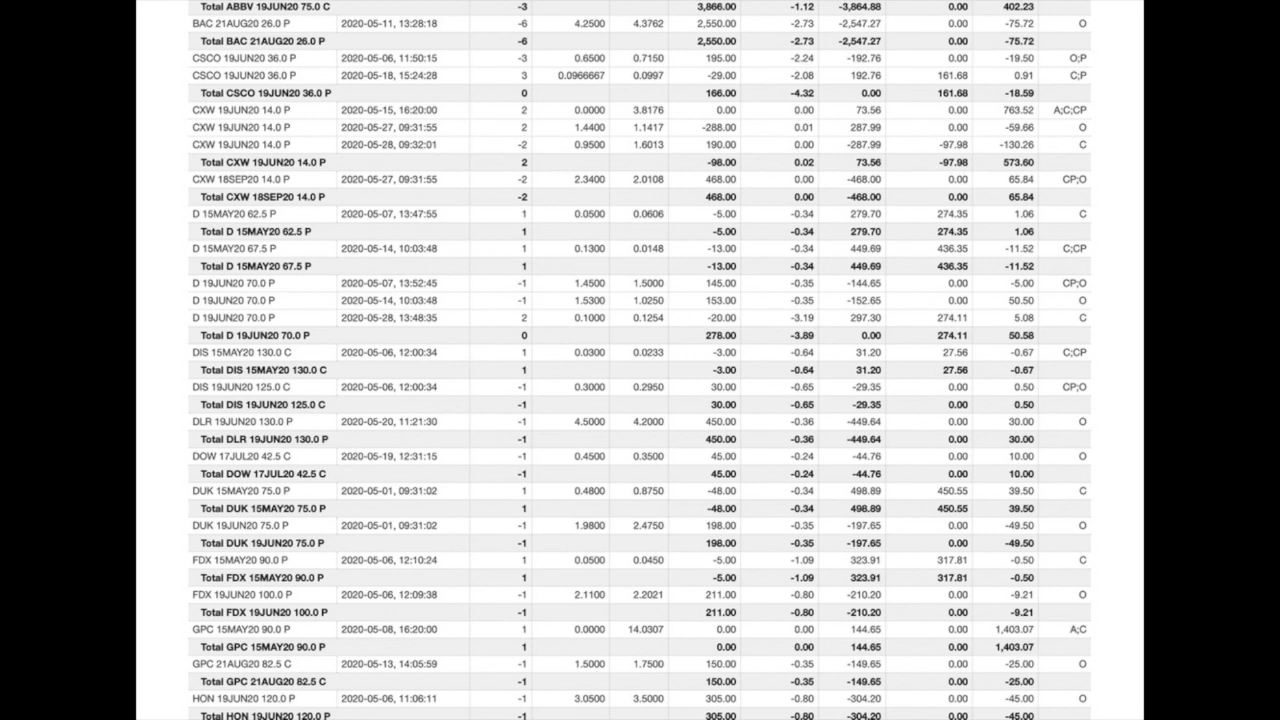 Total ABBV 19JUN20 75.0 C -3 3,866.00 -1.12 -3,864.88 0.00 402.23
BAC 21AUG20 26.0 P 2020-05-11, 13:28:18 -6 4.2500 4.3762 2,550.00 -2.73 -2,547.27 0.00 -75.72 O
Total BAC 21AUG20 26.0 P -6 2,550.00 -2.73 -2,547.27 0.00 -75.72
CSCO 19JUN20 36.0 P 2020-05-06, 11:50:15 -3 0.6500 0.7150 195.00 -2.24 -192.76 0.00 -19.50 O;P
CSCO 19JUN20 36.0 P 2020-05-18, 15:24:28 3 0.0966667 0.0997 -29.00 -2.08 192.76 161.68 0.91 C;P
Total CSCO 19JUN20 36.0 P 0 166.00 -4.32 0.00 161.68 -18.59
CXW 19JUN20 14.0 P 2020-05-15, 16:20:00 2 0.0000 3.8176 0.00 0.00 73.56 0.00 763.52 A;C;CP
CXW 19JUN20 14.0 P 2020-05-27, 09:31:55 2 1.4400 1.1417 -288.00 0.01 287.99 0.00 -59.66 O
CXW 19JUN20 14.0 P 2020-05-28, 09:32:01 -2 0.9500 1.6013 190.00 0.00 -287.99 -97.98 -130.26 C
Total CXW 19JUN20 14.0 P 2 -98.00 0.02 73.56 -97.98 573.60
CXW 18SEP20 14.0 P 2020-05-27, 09:31:55 -2 2.3400 2.0108 468.00 0.00 -468.00 0.00 65.84 CP;O
Total CXW 18SEP20 14.0 P -2 468.00 0.00 -468.00 0.00 65.84
D 15MAY20 62.5 P 2020-05-07, 13:47:55 1 0.0500 0.0606 -5.00 -0.34 279.70 274.35 1.06 C
Total D 15MAY20 62.5 P 1 -5.00 -0.34 279.70 274.35 1.06
D 15MAY20 67.5 P 2020-05-14, 10:03:48 1 0.1300 0.0148 -13.00 -0.34 449.69 436.35 -11.52 C;CP
Total D 15MAY20 67.5 P 1 -13.00 -0.34 449.69 436.35 -11.52
D 19JUN20 70.0 P 2020-05-07, 13:52:45 -1 1.4500 1.5000 145.00 -0.35 -144.65 0.00 -5.00 CP;O
D 19JUN20 70.0 P 2020-05-14, 10:03:48 -1 1.5300 1.0250 153.00 -0.35 -152.65 0.00 50.50 O
D 19JUN20 70.0 P 2020-05-28, 13:48:35 2 0.1000 0.1254 -20.00 -3.19 297.30 274.11 5.08 C
Total D 19JUN20 70.0 P 0 278.00 -3.89 0.00 274.11 50.58
DIS 15MAY20 130.0 C 2020-05-06, 12:00:34 1 0.0300 0.0233 -3.00 -0.64 31.20 27.56 -0.67 C;CP
Total DIS 15MAY20 130.0 C 1 -3.00 -0.64 31.20 27.56 -0.67
DIS 19JUN20 125.0 C 2020-05-06, 12:00:34 -1 0.3000 0.2950 30.00 -0.65 -29.35 0.00 0.50 CP;O
Total DIS 19JUN20 125.0 C -1 30.00 -0.65 -29.35 0.00 0.50
DLR 19JUN20 130.0 P 2020-05-20, 11:21:30 -1 4.5000 4.2000 450.00 -0.36 -449.64 0.00 30.00 O
Total DLR 19JUN20 130.0 P -1 450.00 -0.36 -449.64 0.00 30.00
DOW 17JUL20 42.5 C 2020-05-19, 12:31:15 -1 0.4500 0.3500 45.00 -0.24 -44.76 0.00 10.00 O
Total DOW 17JUL20 42.5 C -1 45.00 -0.24 -44.76 0.00 10.00
DUK 15MAY20 75.0 P 2020-05-01, 09:31:02 1 0.4800 0.8750 -48.00 -0.34 498.89 450.55 39.50 C
Total DUK 15MAY20 75.0 P 1 -48.00 -0.34 498.89 450.55 39.50
DUK 19JUN20 75.0 P 2020-05-01, 09:31:02 -1 1.9800 2.4750 198.00 -0.35 -197.65 0.00 -49.50 O
Total DUK 19JUN20 75.0 P -1 198.00 -0.35 -197.65 0.00 -49.50
FDX 15MAY20 90.0 P 2020-05-06, 12:10:24 1 0.0500 0.0450 -5.00 -1.09 323.91 317.81 -0.50 C
Total FDX 15MAY20 90.0 P 1 -5.00 -1.09 323.91 317.81 -0.50
FDX 19JUN20 100.0 P 2020-05-06, 12:09:38 -1 2.1100 2.2021 211.00 -0.80 -210.20 0.00 -9.21 O
Total FDX 19JUN20 100.0 P -1 211.00 -0.80 -210.20 0.00 -9.21
GPC 15MAY20 90.0 P 2020-05-08, 16:20:00 1 0.0000 14.0307 0.00 0.00 144.65 0.00 1,403.07 A;C
Total GPC 15MAY20 90.0 P 1 0.00 0.00 144.65 0.00 1,403.07
GPC 21AUG20 82.5 C 2020-05-13, 14:05:59 -1 1.5000 1.7500 150.00 -0.35 -149.65 0.00 -25.00 O
Total GPC 21AUG20 82.5 C -1 150.00 -0.35 -149.65 0.00 -25.00
HON 19JUN20 120.0 P 2020-05-06, 11:06:11 -1 3.0500 3.5000 305.00 -0.80 -304.20 0.00 -45.00 O
Total HON 19JUN20 120.0 P -1 305.00 -0.80 -304.20 0.00 -45.00